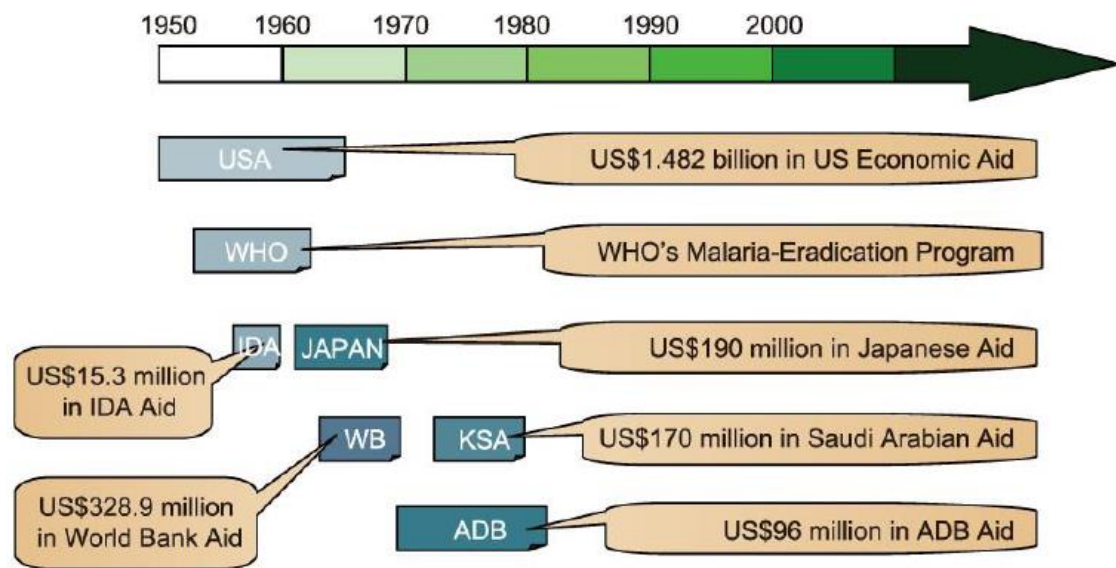 1950 1960 1970 1980 1990 2000
USA
US$1.482 billion in US Economic Aid
WHO
WHO's Malaria-Eradication Program
IDA
JAPAN
US$190 million in Japanese Aid
US$15.3 million
in IDA Aid
WB
KSA
US$170 million in Saudi Arabian Aid
US$328.9 million
in World Bank Aid
ADB
US$96 million in ADB Aid